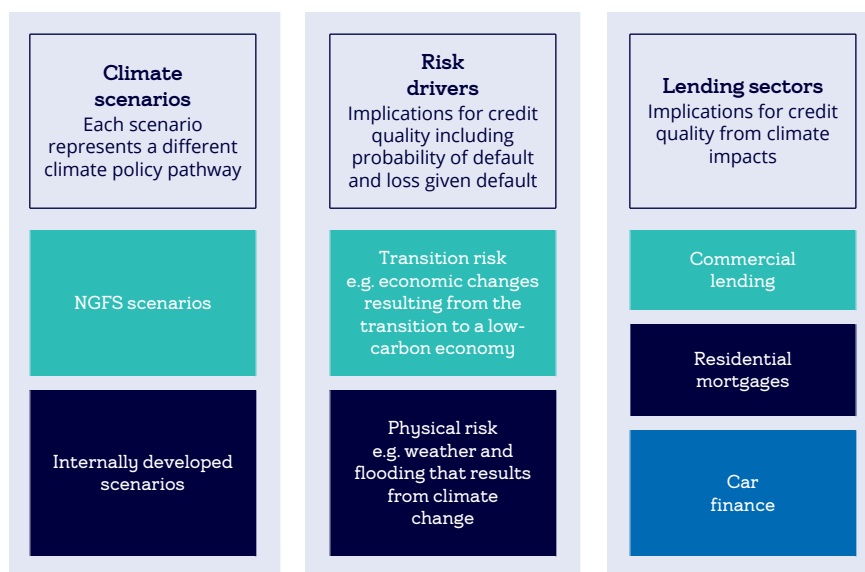 Climate
scenarios
Each scenario
represents a different
climate policy pathway
NGFS scenarios
Internally developed
scenarios
Risk
drivers
Implications for credit
quality including
probability of default
and loss given default
Transition risk
e.g. economic changes
resulting from the
transition to a low-
carbon economy
Physical risk
e.g. weather and
flooding that results
from climate
change
Lending sectors
Implications for credit
quality from climate
impacts
Commercial
lending
Residential
mortgages
Car
finance